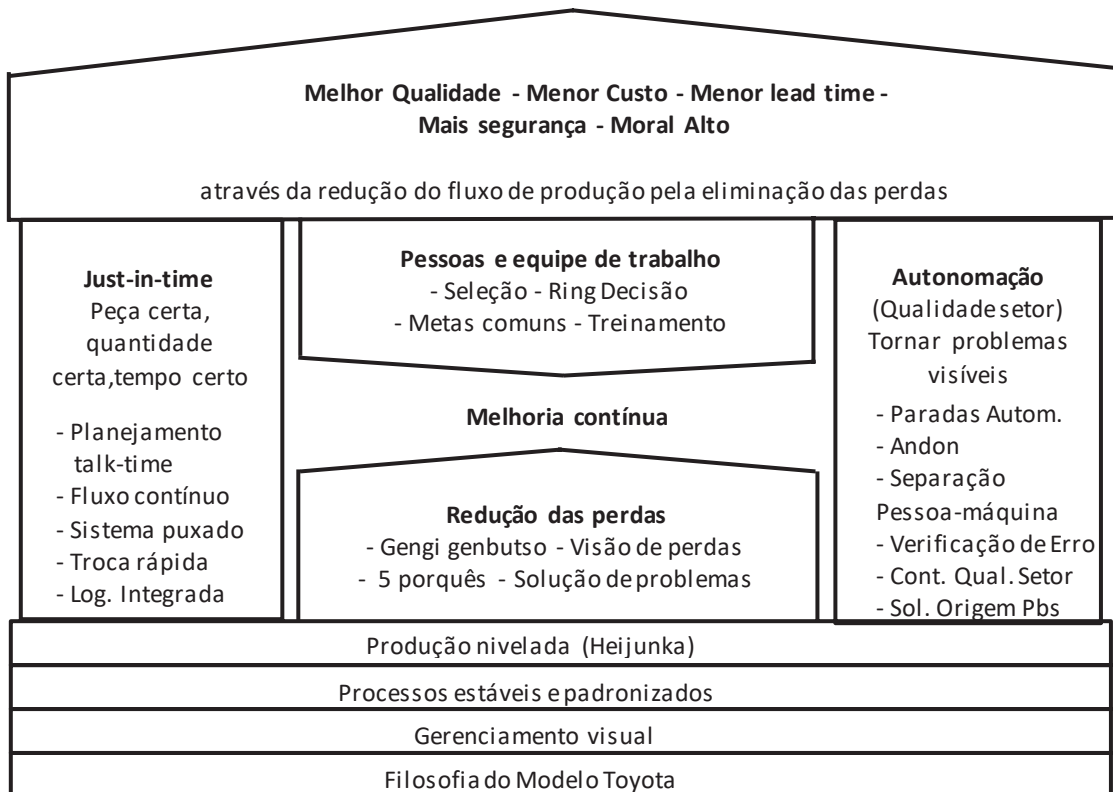 Melhor Qualidade - Menor Custo - Menor lead time -
Mais segurança - Moral Alto
através da redução do fluxo de produção pela eliminação das perdas
Just-in-time
Peça certa,
quantidade
certa,tempo certo
- Planejamento
talk-time
- Fluxo contínuo
- Sistema puxado
- Troca rápida
- Log. Integrada
Pessoas e equipe de trabalho
- Seleção - Ring Decisão
- Metas comuns - Treinamento
Melhoria contínua
Redução das perdas
- Gengi genbutso - Visão de perdas
- 5 porquês - Solução de problemas
Autonomação
(Qualidade setor)
Tornar problemas
visíveis
- Paradas Autom.
- Andon
- Separação
Pessoa-máquina
- Verificação de Erro
- Cont. Qual. Setor
- Sol. Origem Pbs
Produção nivelada (Heijunka)
Processos estáveis e padronizados
Gerenciamento visual
Filosofia do Modelo Toyota